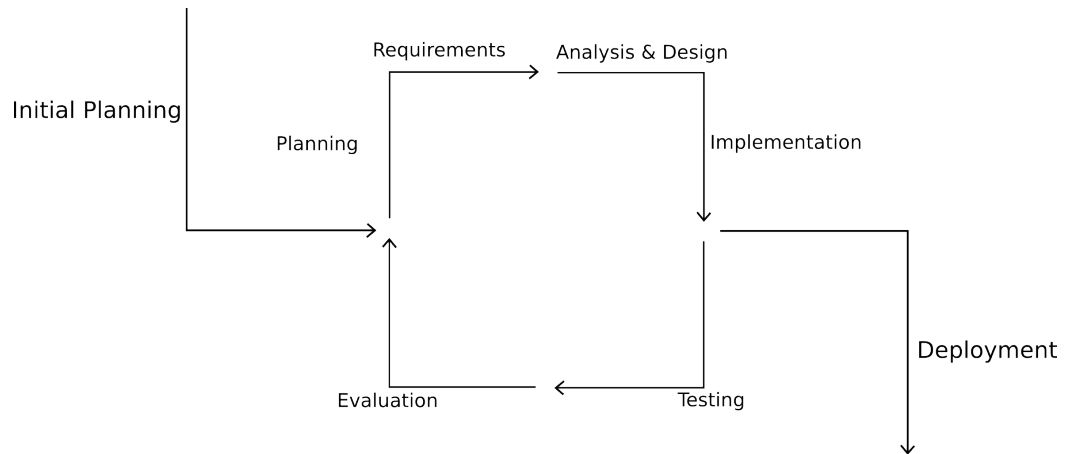 Requirements
Analysis & Design
Initial Planning
Planning
Implementation
Deployment
Evaluation
Testing